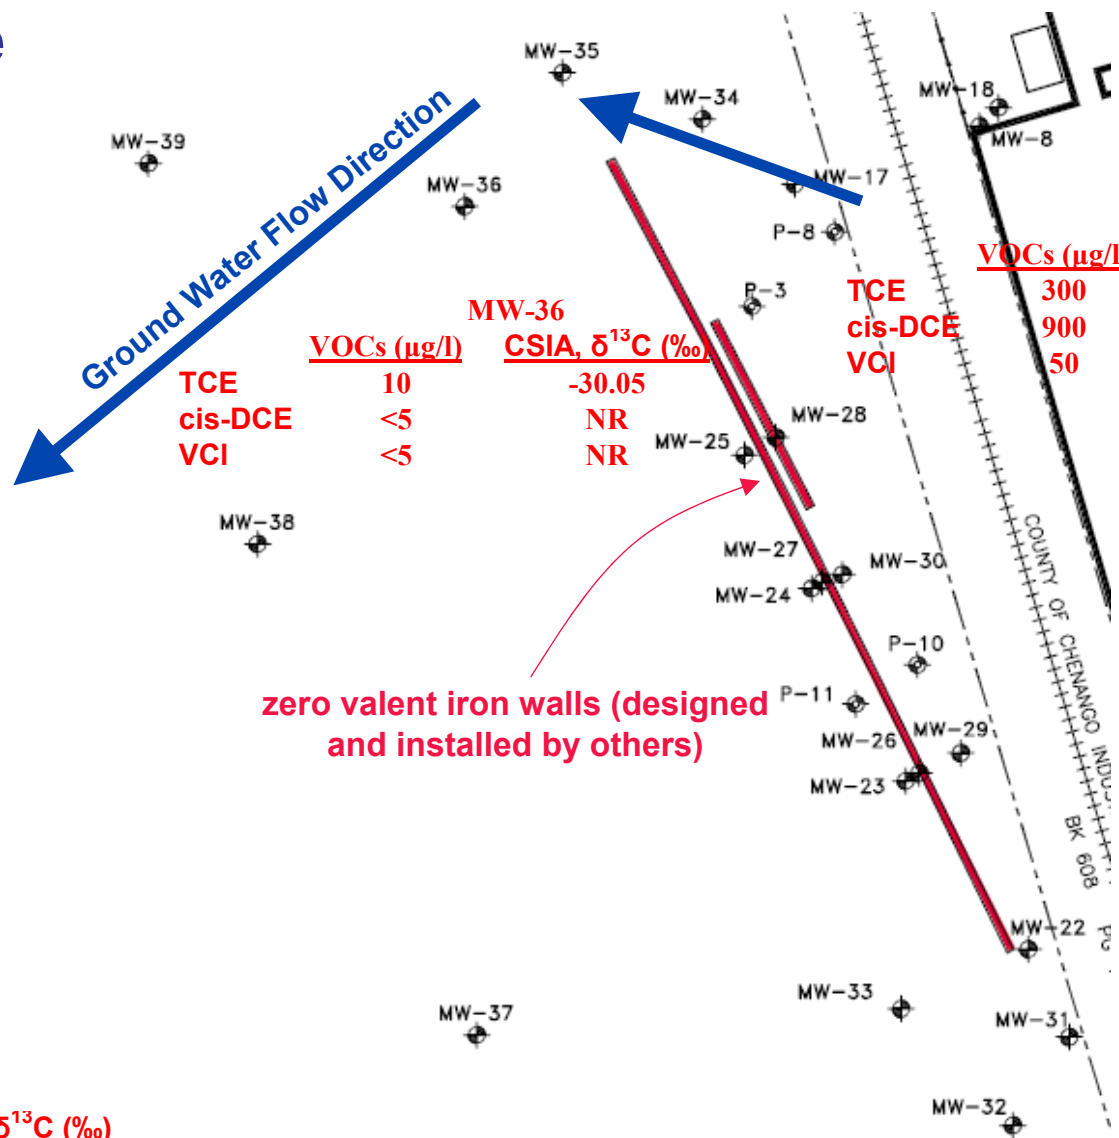 e
MW-35
MW-18
MW-34
MW-8
MW-39
Ground Water Flow Direction
MW-36
MW-17
P-8
VOCs (µg/l
TCE 300
cis-DCE 900
VCl 50
P-3
MW-36
VOCs (µg/l) CSIA, δ¹³C (‰)
TCE 10 -30.05
cis-DCE <5 NR
VCl <5 NR
MW-28
MW-25
MW-38
MW-27
MW-30
MW-24
COUNTY OF CHENANGO INDUS
BK 608 PG
P-10
zero valent iron walls (designed
and installed by others)
P-11
MW-29
MW-26
MW-23
MW-22
MW-33
MW-37
MW-31
MW-32
δ¹³C (‰)